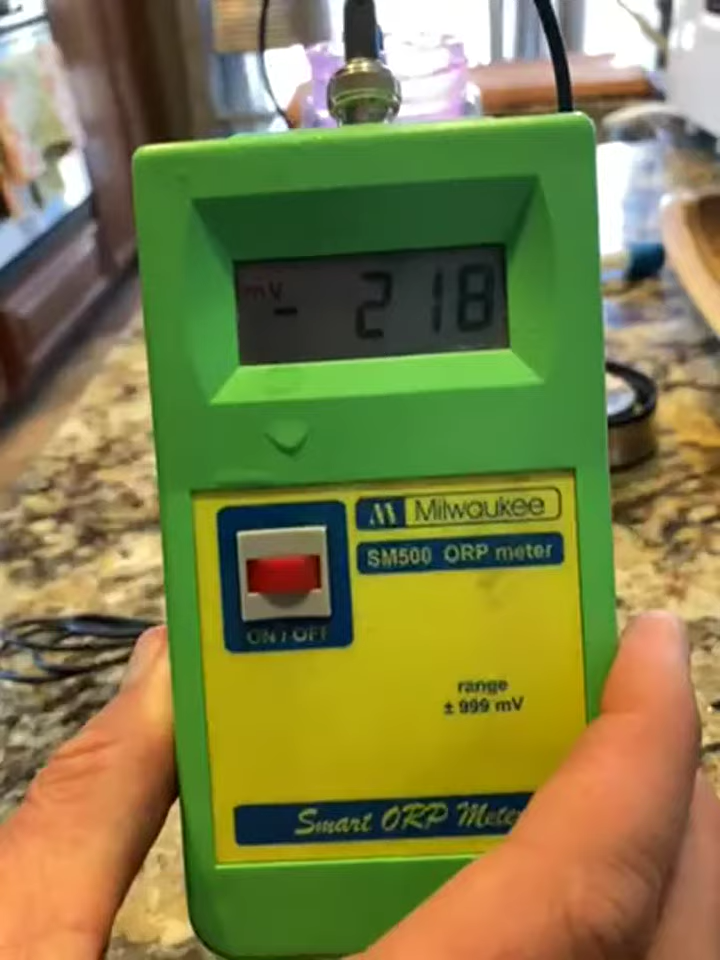 mV - 218
Milwaukee
SM500 ORP meter
ON / OFF
range
± 999 mV
Smart ORP Meter